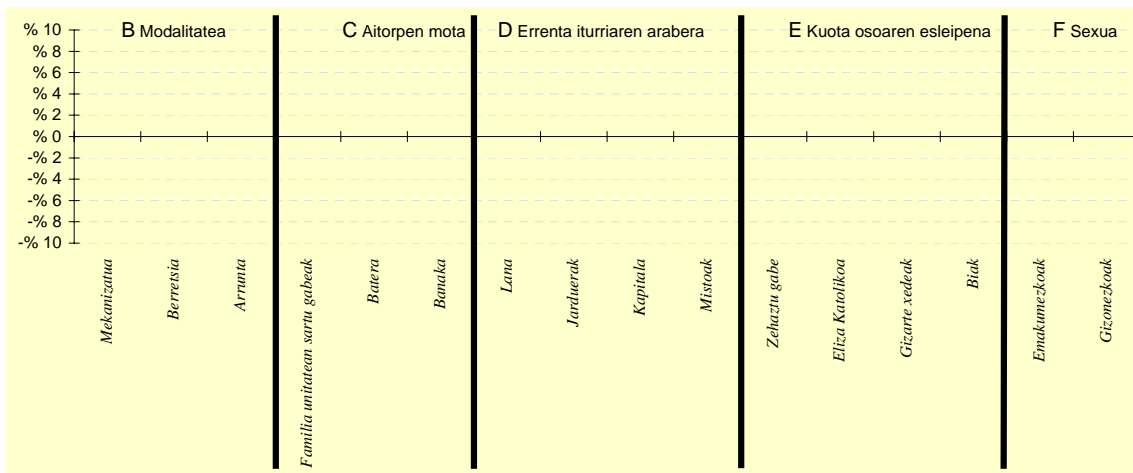 B Modalitatea
C Aitorpen mota
D Errenta iturriaren arabera
E Kuota osoaren esleipena
F Sexua
% 10
% 8
% 6
% 4
% 2
% 0
-% 2
-% 4
-% 6
-% 8
-% 10
Mekanizatua
Berretsia
Arrunta
Familia unitatean sartu gabeak
Batera
Banaka
Lana
Jarduerak
Kapitala
Mistoak
Zehaztu gabe
Eliza Katolikoa
Gizarte xedeak
Biak
Emakumezkoak
Gizonezkoak